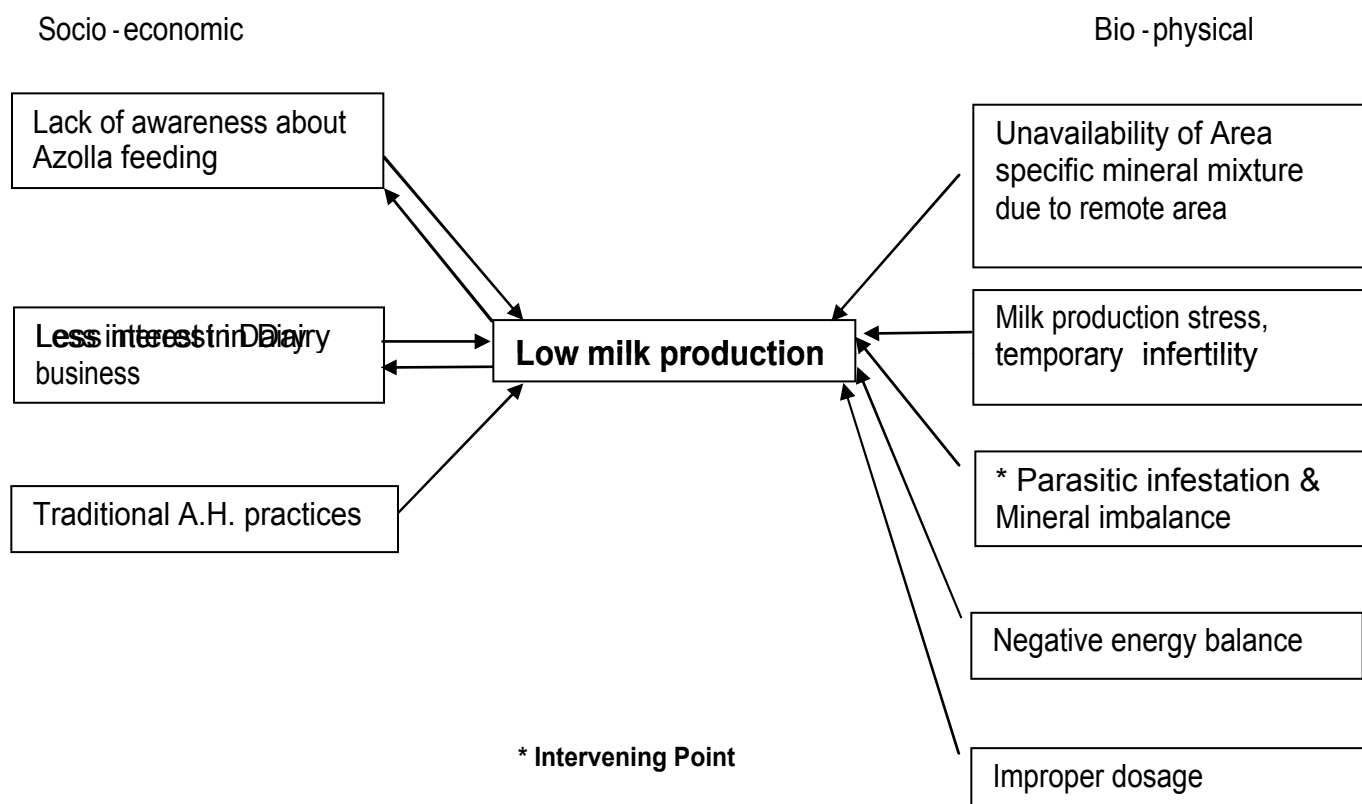 Socio - economic
Bio - physical
Lack of awareness about
Azolla feeding
Unavailability of Area
specific mineral mixture
due to remote area
Less interest in Dairy
business
Low milk production
Milk production stress,
temporary infertility
Traditional A.H. practices
* Parasitic infestation &
Mineral imbalance
Negative energy balance
* Intervening Point
Improper dosage